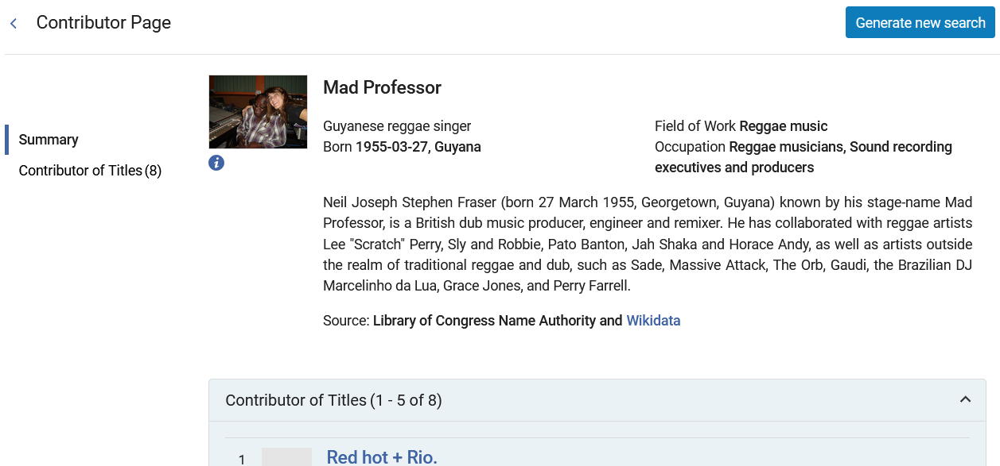 Contributor Page
Generate new search
Summary
Contributor of Titles (8)
Mad Professor
Guyanese reggae singer
Born 1955-03-27, Guyana
Field of Work Reggae music
Occupation Reggae musicians, Sound recording
executives and producers
Neil Joseph Stephen Fraser (born 27 March 1955, Georgetown, Guyana) known by his stage-name Mad
Professor, is a British dub music producer, engineer and remixer. He has collaborated with reggae artists
Lee "Scratch" Perry, Sly and Robbie, Pato Banton, Jah Shaka and Horace Andy, as well as artists outside
the realm of traditional reggae and dub, such as Sade, Massive Attack, The Orb, Gaudi, the Brazilian DJ
Marcelinho da Lua, Grace Jones, and Perry Farrell.
Source: Library of Congress Name Authority and Wikidata
Contributor of Titles (1 - 5 of 8)
1 Red hot + Rio.